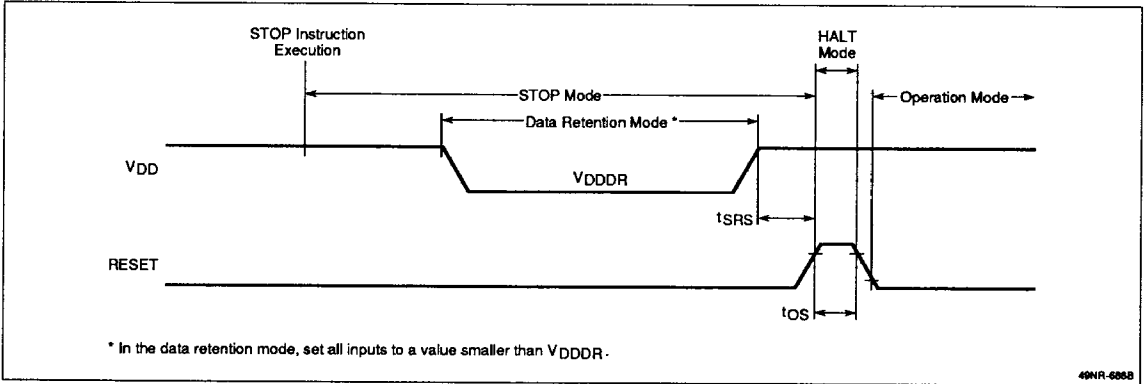 STOP Instruction
Execution
HALT
Mode
STOP Mode
Operation Mode
Data Retention Mode *
VDD
VDDDR
tSRS
RESET
tOS
* In the data retention mode, set all inputs to a value smaller than VDDDR.
49NR-688B